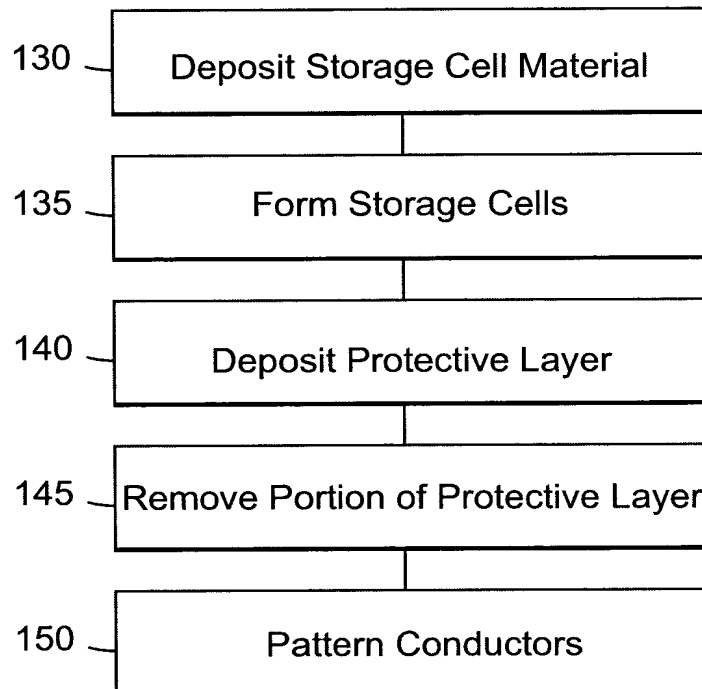 130 Deposit Storage Cell Material
135 Form Storage Cells
140 Deposit Protective Layer
145 Remove Portion of Protective Layer
150 Pattern Conductors